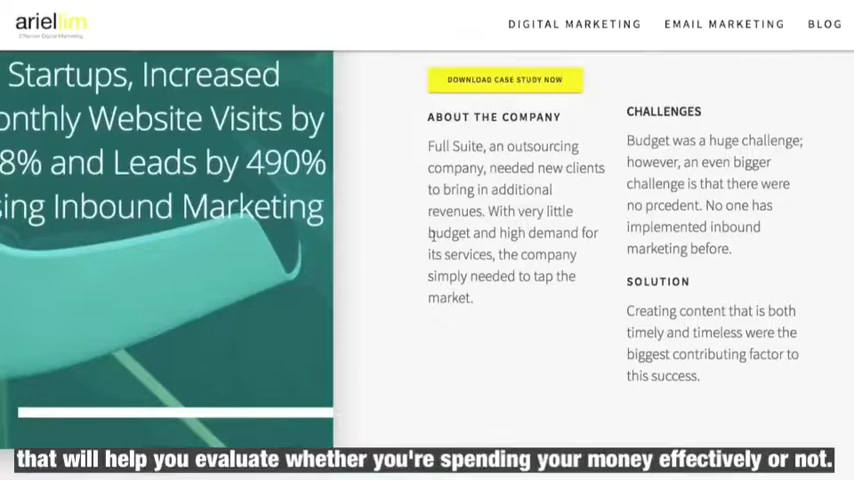 ariellim
Effective Digital Marketing
DIGITAL MARKETING EMAIL MARKETING BLOG
Startups, Increased
onthly Website Visits by
8% and Leads by 490%
sing Inbound Marketing
DOWNLOAD CASE STUDY NOW
ABOUT THE COMPANY
Full Suite, an outsourcing
company, needed new clients
to bring in additional
revenues. With very little
budget and high demand for
its services, the company
simply needed to tap the
market.
CHALLENGES
Budget was a huge challenge;
however, an even bigger
challenge is that there were
no prcedent. No one has
implemented inbound
marketing before.
SOLUTION
Creating content that is both
timely and timeless were the
biggest contributing factor to
this success.
that will help you evaluate whether you're spending your money effectively or not.